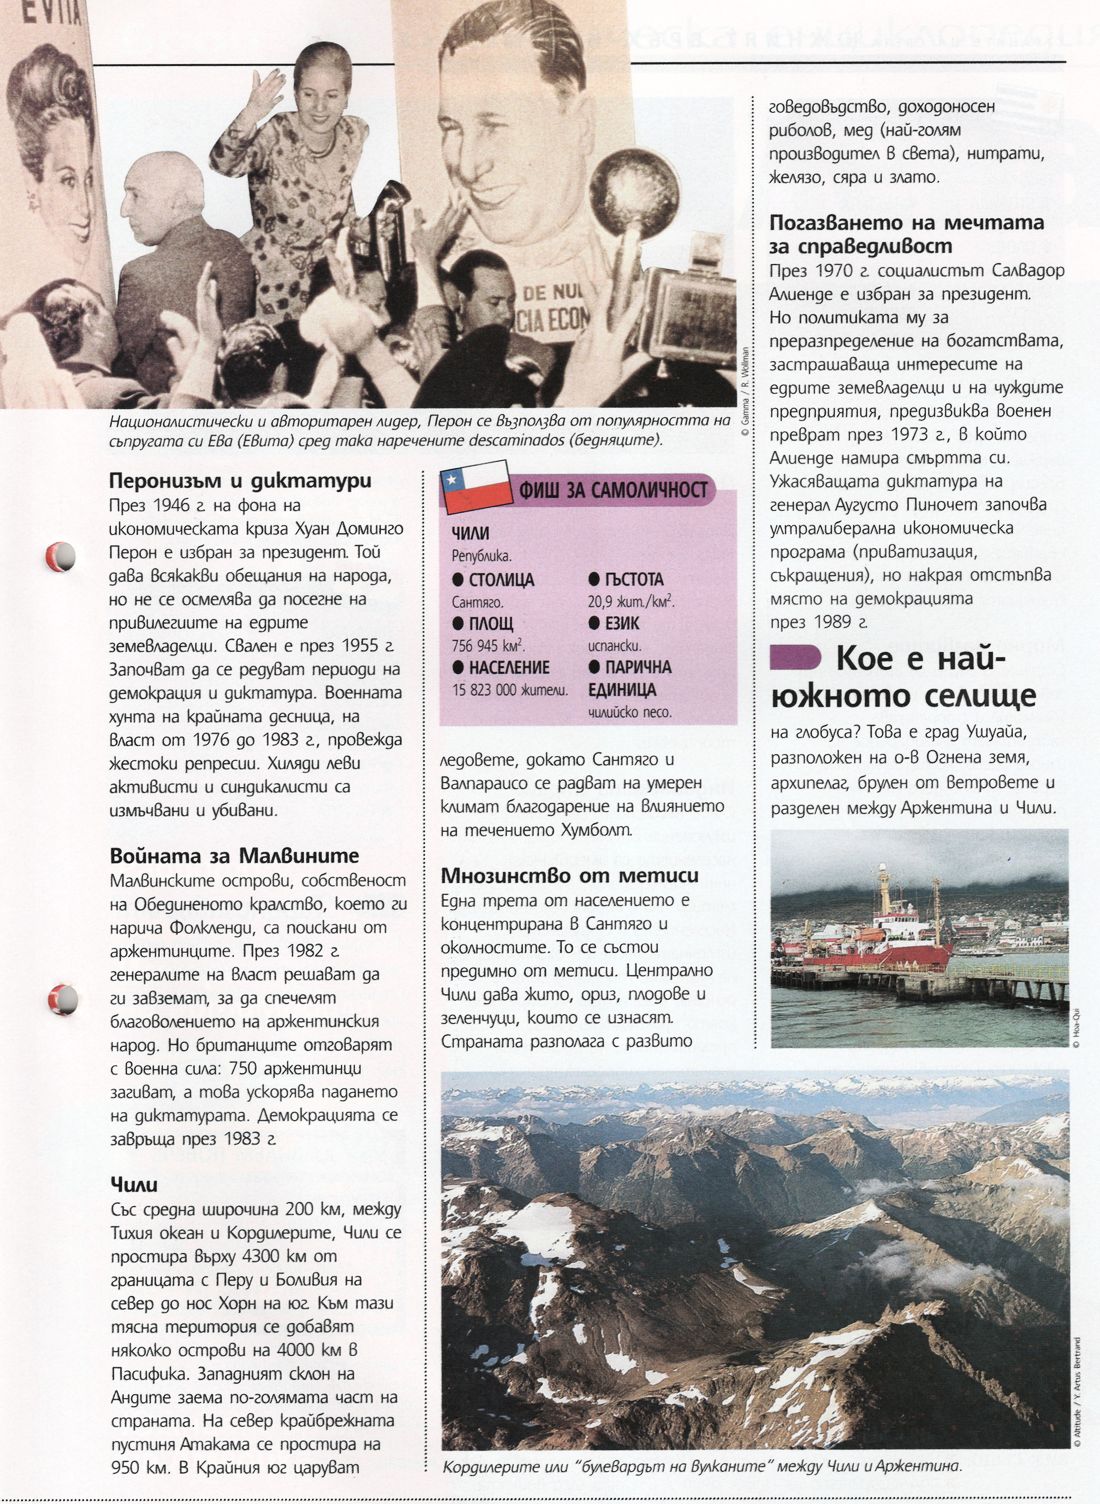 EVITA
DE NU
CIA ECON
© Gamma / R. Wollman
Националистически и авторитарен лидер, Перон се възползва от популярността на
съпругата си Ева (Евита) сред така наречените descaminados (бедняците).
Перонизъм и диктатури
През 1946 г. на фона на
икономическата криза Хуан Доминго
Перон е избран за президент. Той
дава всякакви обещания на народа,
но не се осмелява да посегне на
привилегиите на едрите
земевладелци. Свален е през 1955 г.
Започват да се редуват периоди на
демокрация и диктатура. Военната
хунта на крайната десница, на
власт от 1976 до 1983 г., провежда
жестоки репресии. Хиляди леви
активисти и синдикалисти са
измъчвани и убивани.
Войната за Малвините
Малвинските острови, собственост
на Обединеното кралство, което ги
нарича Фолкленди, са поискани от
аржентинците. През 1982 г.
генералите на власт решават да
ги завземат, за да спечелят
благоволението на аржентинския
народ. Но британците отговарят
с военна сила: 750 аржентинци
загиват, а това ускорява падането
на диктатурата. Демокрацията се
завръща през 1983 г.
Чили
Със средна широчина 200 km, между
Тихия океан и Кордилерите, Чили се
простира върху 4300 km от
границата с Перу и Боливия на
север до нос Хорн на юг. Към тази
тясна територия се добавят
няколко острови на 4000 km в
Пасифика. Западният склон на
Андите заема по-голямата част на
страната. На север крайбрежната
пустиня Атакама се простира на
950 km. В Крайния юг царуват
ФИШ ЗА САМОЛИЧНОСТ
ЧИЛИ
Република.
● СТОЛИЦА
Сантяго.
● ПЛОЩ
756 945 km².
● НАСЕЛЕНИЕ
15 823 000 жители.
● ГЪСТОТА
20,9 жит./km².
● ЕЗИК
испански.
● ПАРИЧНА
ЕДИНИЦА
чилийско песо.
ледовете, докато Сантяго и
Валпараисо се радват на умерен
климат благодарение на влиянието
на течението Хумболт.
Мнозинство от метиси
Една трета от населението е
концентрирана в Сантяго и
околностите. То се състои
предимно от метиси. Централно
Чили дава жито, ориз, плодове и
зеленчуци, които се изнасят.
Страната разполага с развито
говедовъдство, доходоносен
риболов, мед (най-голям
производител в света), нитрати,
желязо, сяра и злато.
Погазването на мечтата
за справедливост
През 1970 г. социалистът Салвадор
Алиенде е избран за президент.
Но политиката му за
преразпределение на богатствата,
застрашаваща интересите на
едрите земевладелци и на чуждите
предприятия, предизвиква военен
преврат през 1973 г., в който
Алиенде намира смъртта си.
Ужасяващата диктатура на
генерал Аугусто Пиночет започва
ултралиберална икономическа
програма (приватизация,
съкращения), но накрая отстъпва
място на демокрацията
през 1989 г.
Кое е най-
южното селище
на глобуса? Това е град Ушуайа,
разположен на о-в Огнена земя,
архипелаг, брулен от ветровете и
разделен между Аржентина и Чили.
© Hoa-Qui
© Altitude / Y. Artus Bertrand
Кордилерите или "булевардът на вулканите" между Чили и Аржентина.